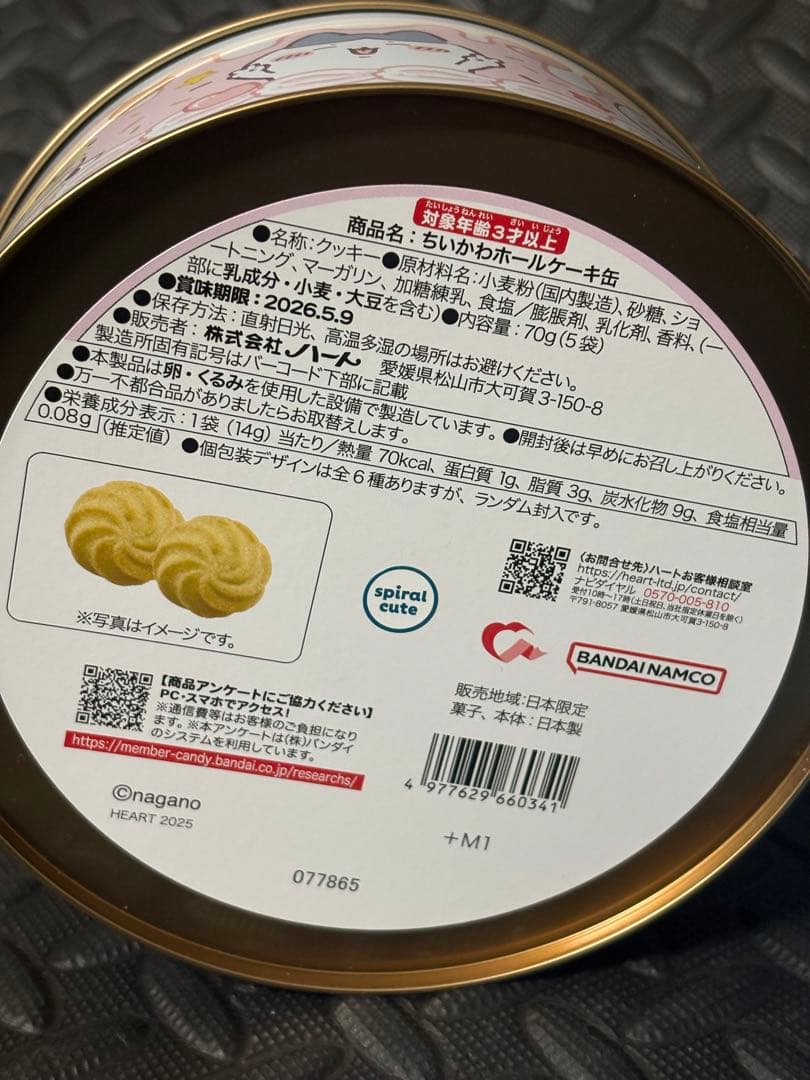 たいしょうねんれい さいいじょう
対象年齢3才以上
商品名:ちいかわホールケーキ缶
●名称:クッキー●原材料名:小麦粉(国内製造)、砂糖、ショ
ートニング、マーガリン、加糖練乳、食塩/膨脹剤、乳化剤、香料、(一
部に乳成分・小麦・大豆を含む)●内容量:70g(5袋)
●賞味期限:2026.5.9
●保存方法:直射日光、高温多湿の場所はお避けください。
●販売者:株式会社ハート 愛媛県松山市大可賀3-150-8
製造所固有記号はバーコード下部に記載
●本製品は卵・くるみを使用した設備で製造しています。●開封後は早めにお召し上がりください。
●万一不都合品がありましたらお取替えします。
●栄養成分表示:1袋(14g)当たり/熱量 70kcal、蛋白質 1g、脂質 3g、炭水化物 9g、食塩相当量
0.08g (推定値) ●個包装デザインは全6種ありますが、ランダム封入です。
※写真はイメージです。
spiral
cute
〈お問合せ先〉ハートお客様相談室
https://heart-ltd.jp/contact/
ナビダイヤル 0570-005-810
受付10時〜17時(土日祝日、当社指定休業日を除く)
〒791-8057 愛媛県松山市大可賀3-150-8
BANDAI NAMCO
【商品アンケートにご協力ください】
PC・スマホでアクセス!
※通信費等はお客様のご負担になり
ます。※本アンケートは(株)バンダイ
のシステムを利用しています。
https://member-candy.bandai.co.jp/researchs/
販売地域:日本限定
菓子、本体:日本製
4 977629 660341
©nagano
HEART 2025
+M1
077865